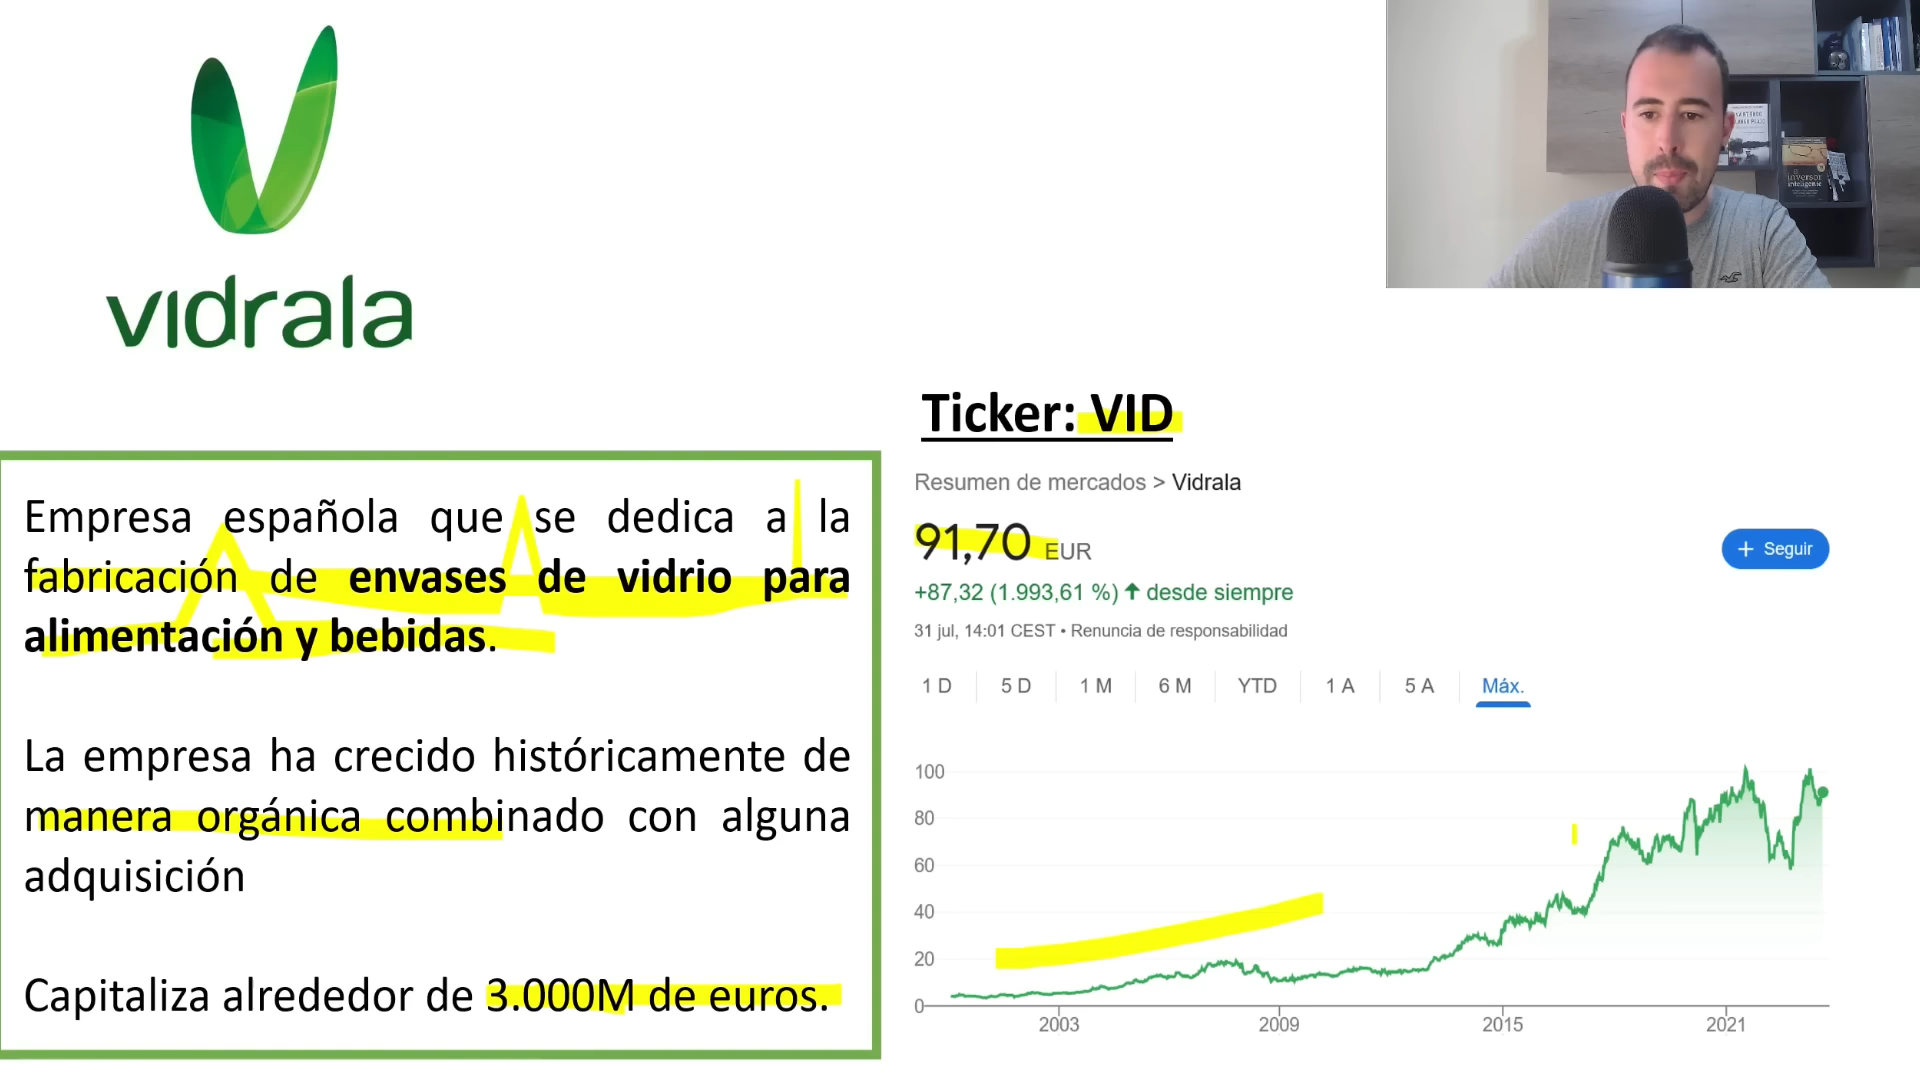 vidrala
inversor
inteligente
Ticker: VID
Resumen de mercados > Vidrala
91,70 EUR
+ Seguir
+87,32 (1.993,61 %) ↑ desde siempre
31 jul, 14:01 CEST • Renuncia de responsabilidad
1 D 5 D 1 M 6 M YTD 1 A 5 A Máx.
100
80
60
40
20
0
2003 2009 2015 2021
Empresa española que se dedica a la
fabricación de envases de vidrio para
alimentación y bebidas.
La empresa ha crecido históricamente de
manera orgánica combinado con alguna
adquisición
Capitaliza alrededor de 3.000M de euros.